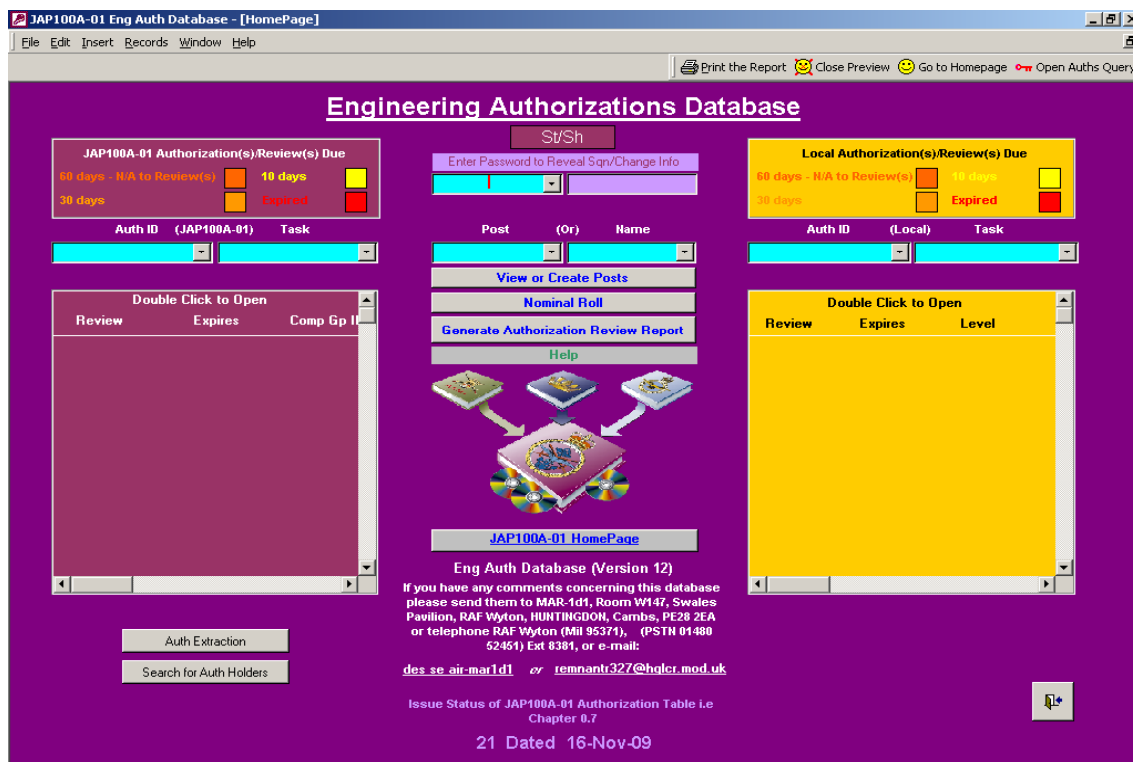 JAP100A-01 Eng Auth Database - [HomePage]
File Edit Insert Records Window Help
Print the Report Close Preview Go to Homepage Open Auths Query
Engineering Authorizations Database
St/Sh
JAP100A-01 Authorization(s)/Review(s) Due
60 days - N/A to Review(s) 10 days
30 days Expired
Enter Password to Reveal Sqn/Change Info
Local Authorization(s)/Review(s) Due
60 days - N/A to Review(s) 10 days
30 days Expired
Auth ID (JAP100A-01) Task
Post (Or) Name
Auth ID (Local) Task
View or Create Posts
Nominal Roll
Generate Authorization Review Report
Help
Double Click to Open
Review Expires Comp Gp I
Double Click to Open
Review Expires Level
JAP100A-01 HomePage
Eng Auth Database (Version 12)
If you have any comments concerning this database
please send them to MAR-1d1, Room W147, Swales
Pavilion, RAF Wyton, HUNTINGDON, Cambs, PE28 2EA
or telephone RAF Wyton (Mil 95371), (PSTN 01480
52451) Ext 8381, or e-mail:
des se air-mar1d1 or remnantr327@hqlcr.mod.uk
Auth Extraction
Search for Auth Holders
Issue Status of JAP100A-01 Authorization Table i.e
Chapter 0.7
21 Dated 16-Nov-09